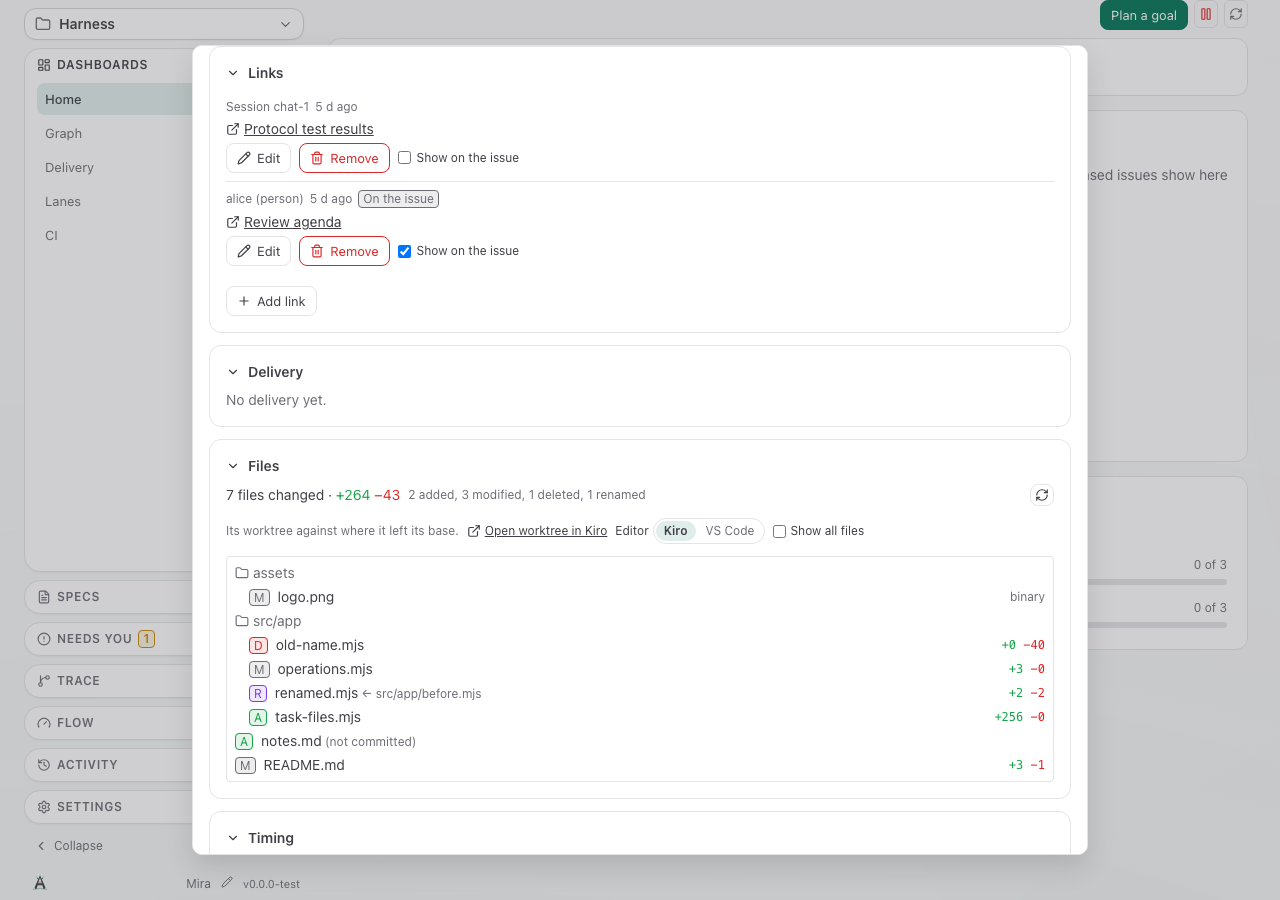 Harness
Plan a goal
DASHBOARDS
Home
Graph
Delivery
Lanes
CI
SPECS
NEEDS YOU 1
TRACE
FLOW
ACTIVITY
SETTINGS
Collapse
Mira v0.0.0-test
Links
Session chat-1 5 d ago
Protocol test results
Edit Remove Show on the issue
alice (person) 5 d ago On the issue
Review agenda
Edit Remove Show on the issue
Add link
Delivery
No delivery yet.
Files
7 files changed · +264 −43 2 added, 3 modified, 1 deleted, 1 renamed
Its worktree against where it left its base. Open worktree in Kiro Editor Kiro VS Code Show all files
assets
M logo.png binary
src/app
D old-name.mjs +0 −40
M operations.mjs +3 −0
R renamed.mjs ← src/app/before.mjs +2 −2
A task-files.mjs +256 −0
A notes.md (not committed)
M README.md +3 −1
Timing
issues show here
0 of 3
0 of 3